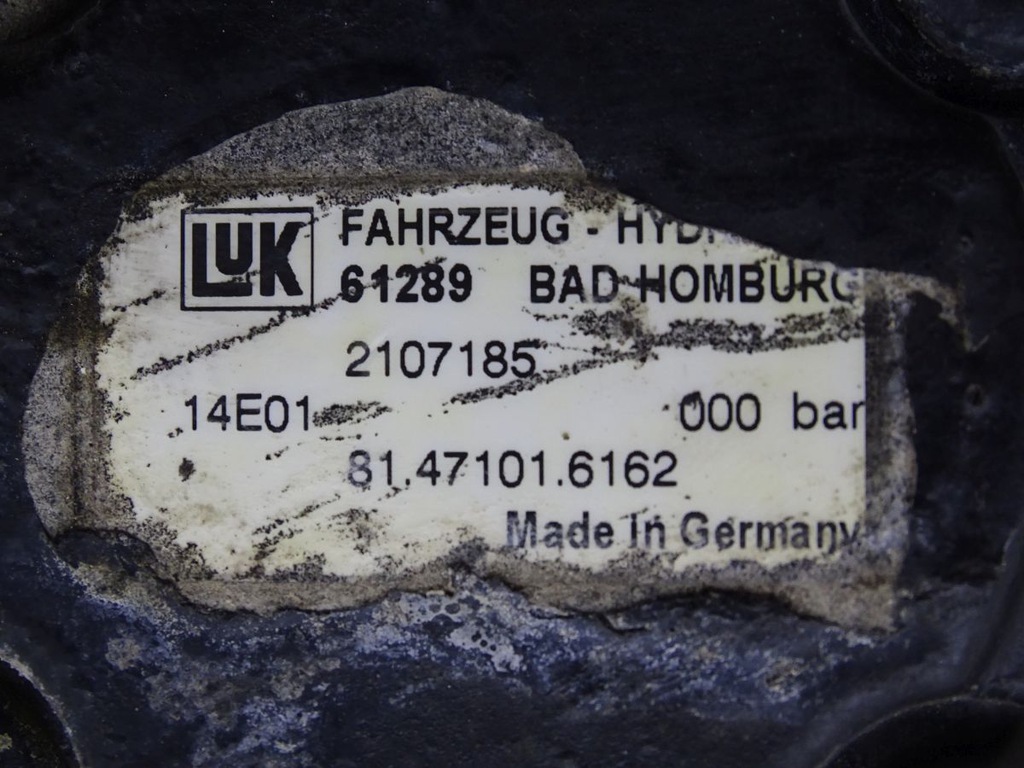 LUK FAHRZEUG - HYD
61289 BAD HOMBURG
2107185
14E01 000 bar
81.47101.6162
Made in Germany